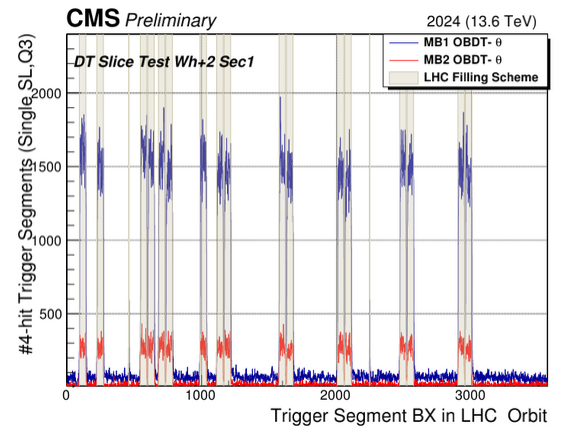 CMS Preliminary 2024 (13.6 TeV)
DT Slice Test Wh+2 Sec1
MB1 OBDT- θ
MB2 OBDT- θ
LHC Filling Scheme
#4-hit Trigger Segments (Single_SL,Q3)
2000
1500
1000
500
0 1000 2000 3000
Trigger Segment BX in LHC Orbit